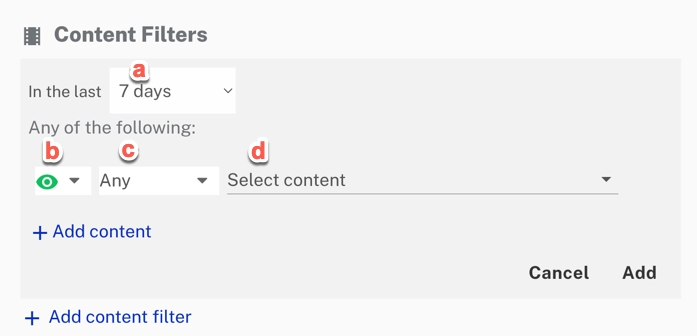 Content Filters
a
In the last 7 days
Any of the following:
b c d
Any Select content
+ Add content
Cancel Add
+ Add content filter